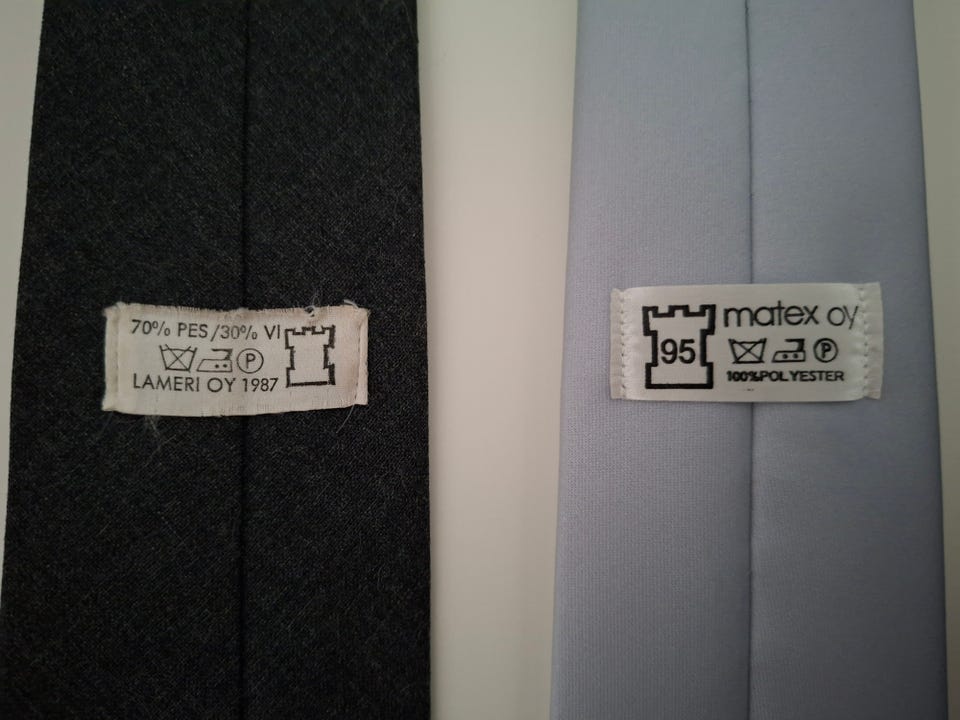 70% PES/30% VI
P
LAMERI OY 1987
95
matex oy
P
100%POLYESTER